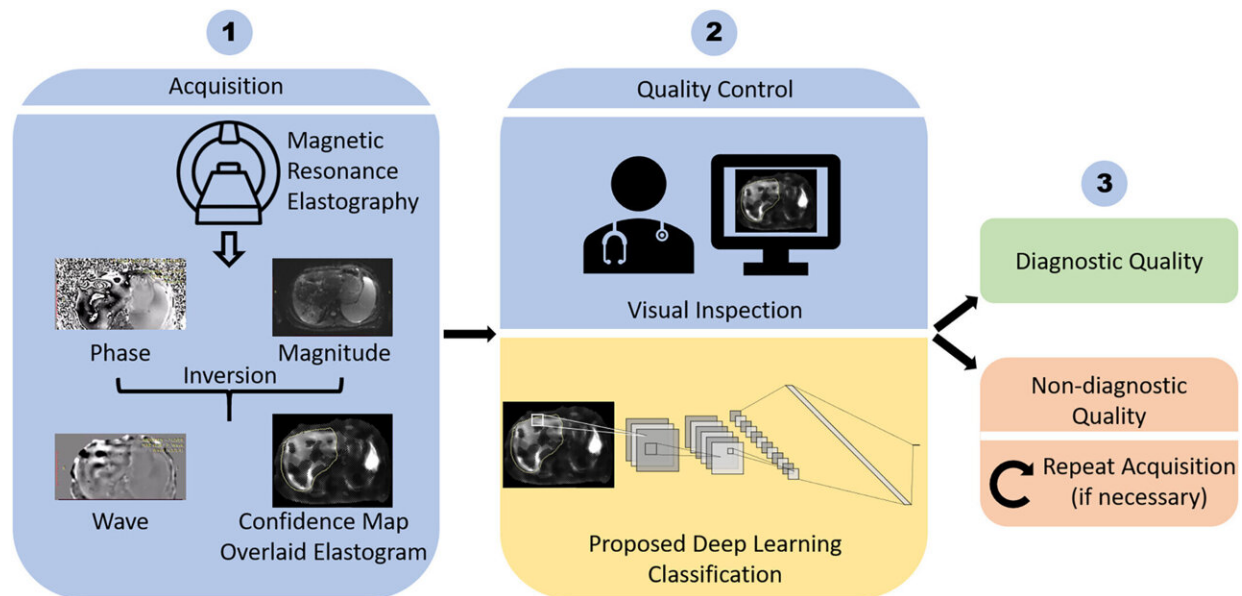 1
Acquisition
Magnetic
Resonance
Elastography
Phase
Magnitude
Inversion
Wave
Confidence Map
Overlaid Elastogram
2
Quality Control
Visual Inspection
Proposed Deep Learning
Classification
3
Diagnostic Quality
Non-diagnostic
Quality
Repeat Acquisition
(if necessary)